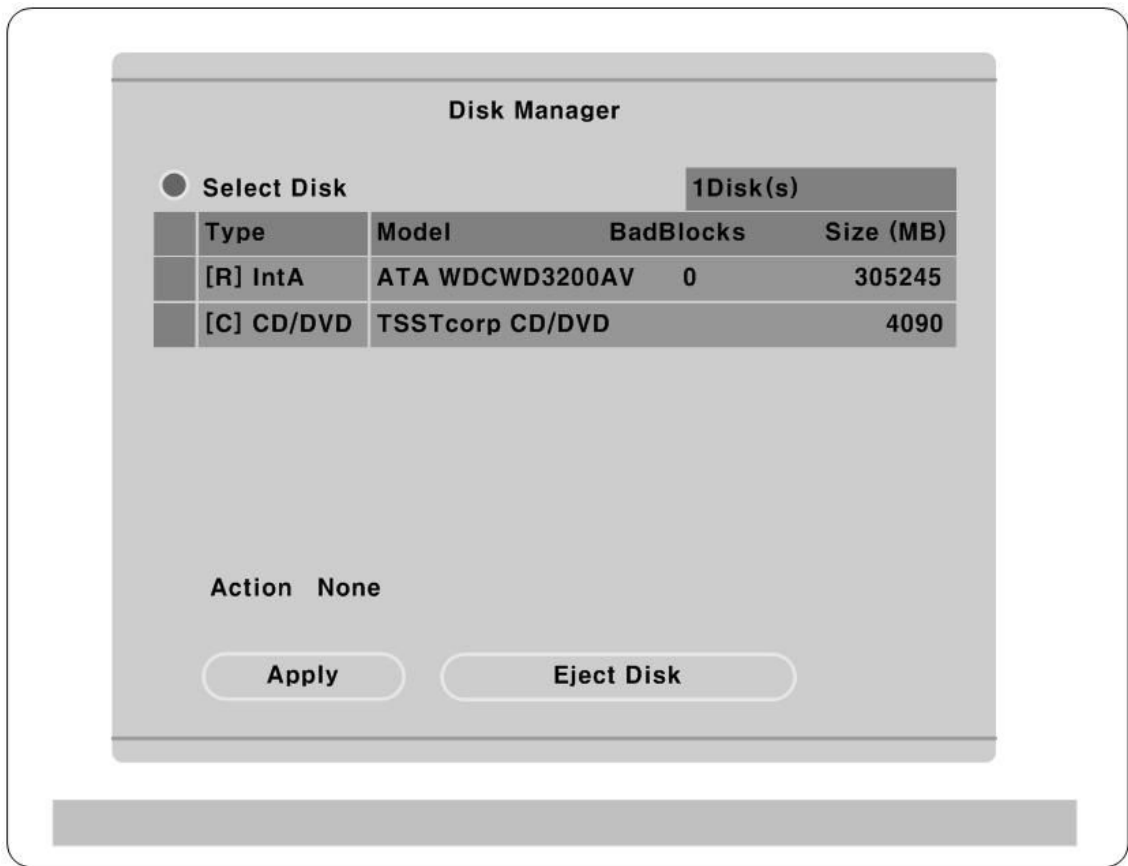 Disk Manager
Select Disk 1Disk(s)
Type Model BadBlocks Size (MB)
[R] IntA ATA WDCWD3200AV 0 305245
[C] CD/DVD TSSTcorp CD/DVD 4090
Action None
Apply Eject Disk